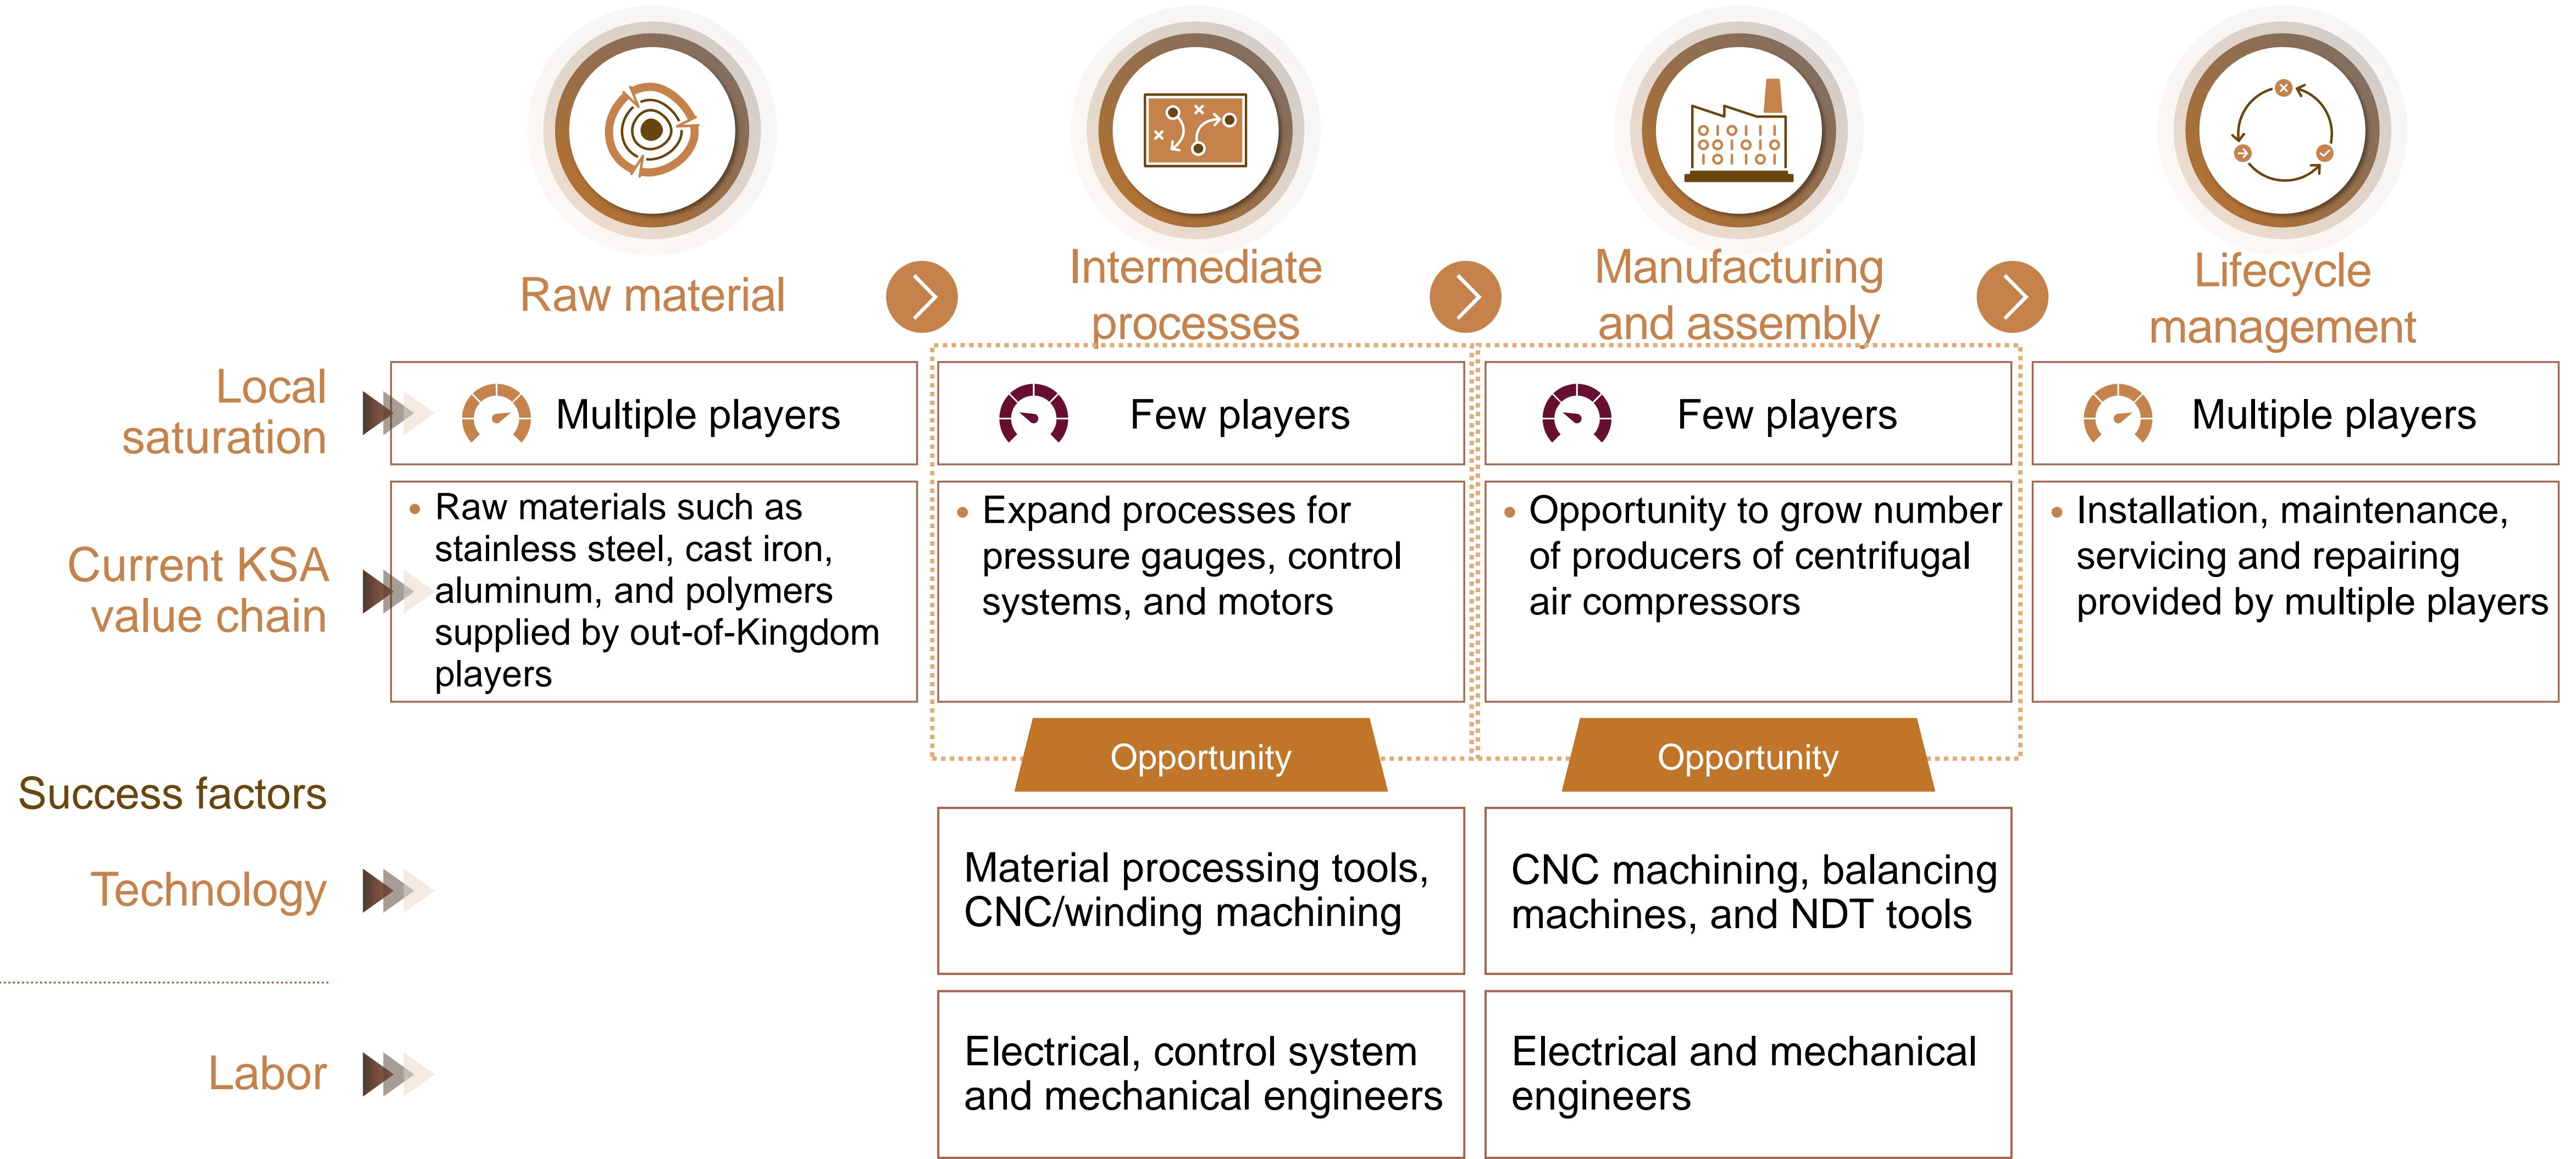 Raw material
Intermediate
processes
Manufacturing
and assembly
Lifecycle
management
Local
saturation
Multiple players
Few players
Few players
Multiple players
Current KSA
value chain
• Raw materials such as
stainless steel, cast iron,
aluminum, and polymers
supplied by out-of-Kingdom
players
• Expand processes for
pressure gauges, control
systems, and motors
• Opportunity to grow number
of producers of centrifugal
air compressors
• Installation, maintenance,
servicing and repairing
provided by multiple players
Opportunity
Opportunity
Success factors
Technology
Material processing tools,
CNC/winding machining
CNC machining, balancing
machines, and NDT tools
Labor
Electrical, control system
and mechanical engineers
Electrical and mechanical
engineers